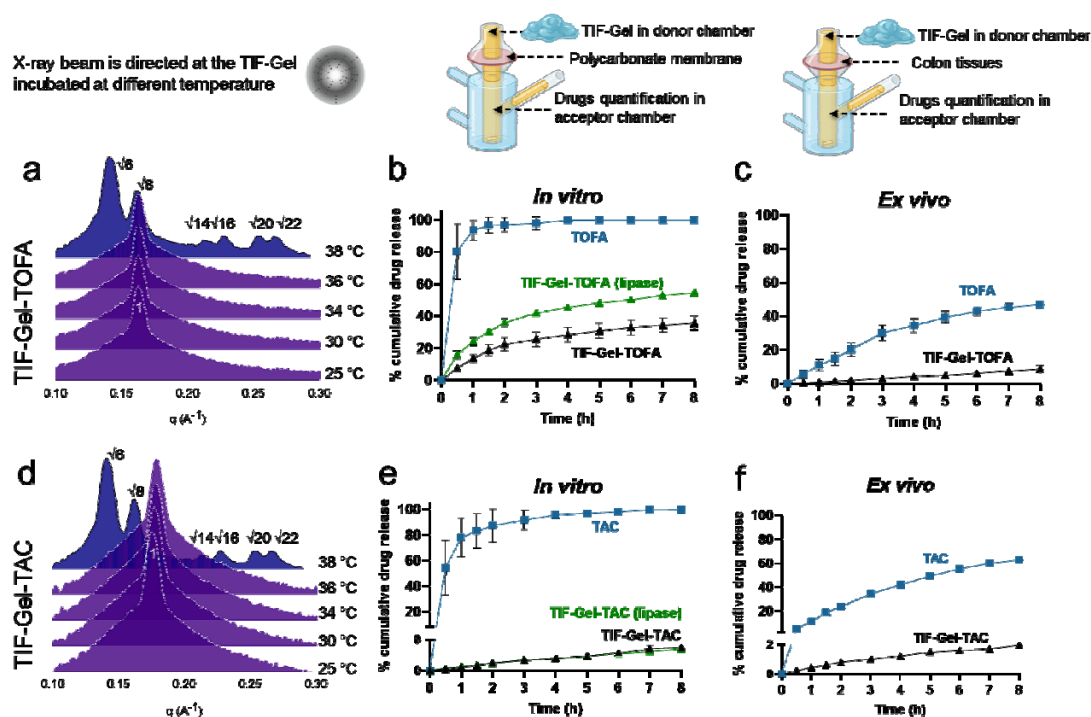 X-ray beam is directed at the TIF-Gel
incubated at different temperature
TIF-Gel in donor chamber
Polycarbonate membrane
Drugs quantification in
acceptor chamber
TIF-Gel in donor chamber
Colon tissues
Drugs quantification in
acceptor chamber
a
TIF-Gel-TOFA
√6
√8
√14 √16
√20 √22
38 °C
36 °C
34 °C
30 °C
25 °C
0.10 0.15 0.20 0.25 0.30
q (A⁻¹)
b
In vitro
% cumulative drug release
100
80
60
40
20
0
TOFA
TIF-Gel-TOFA (lipase)
TIF-Gel-TOFA
0 1 2 3 4 5 6 7 8
Time (h)
c
Ex vivo
% cumulative drug release
100
80
60
40
20
0
TOFA
TIF-Gel-TOFA
0 1 2 3 4 5 6 7 8
Time (h)
d
TIF-Gel-TAC
√6
√8
√14 √16
√20 √22
38 °C
36 °C
34 °C
30 °C
25 °C
0.10 0.15 0.20 0.25 0.30
q (A⁻¹)
e
In vitro
% cumulative drug release
100
80
60
40
20
0
TAC
TIF-Gel-TAC (lipase)
TIF-Gel-TAC
0 1 2 3 4 5 6 7 8
Time (h)
f
Ex vivo
% cumulative drug release
100
80
60
40
20
2
0
TAC
TIF-Gel-TAC
0 1 2 3 4 5 6 7 8
Time (h)